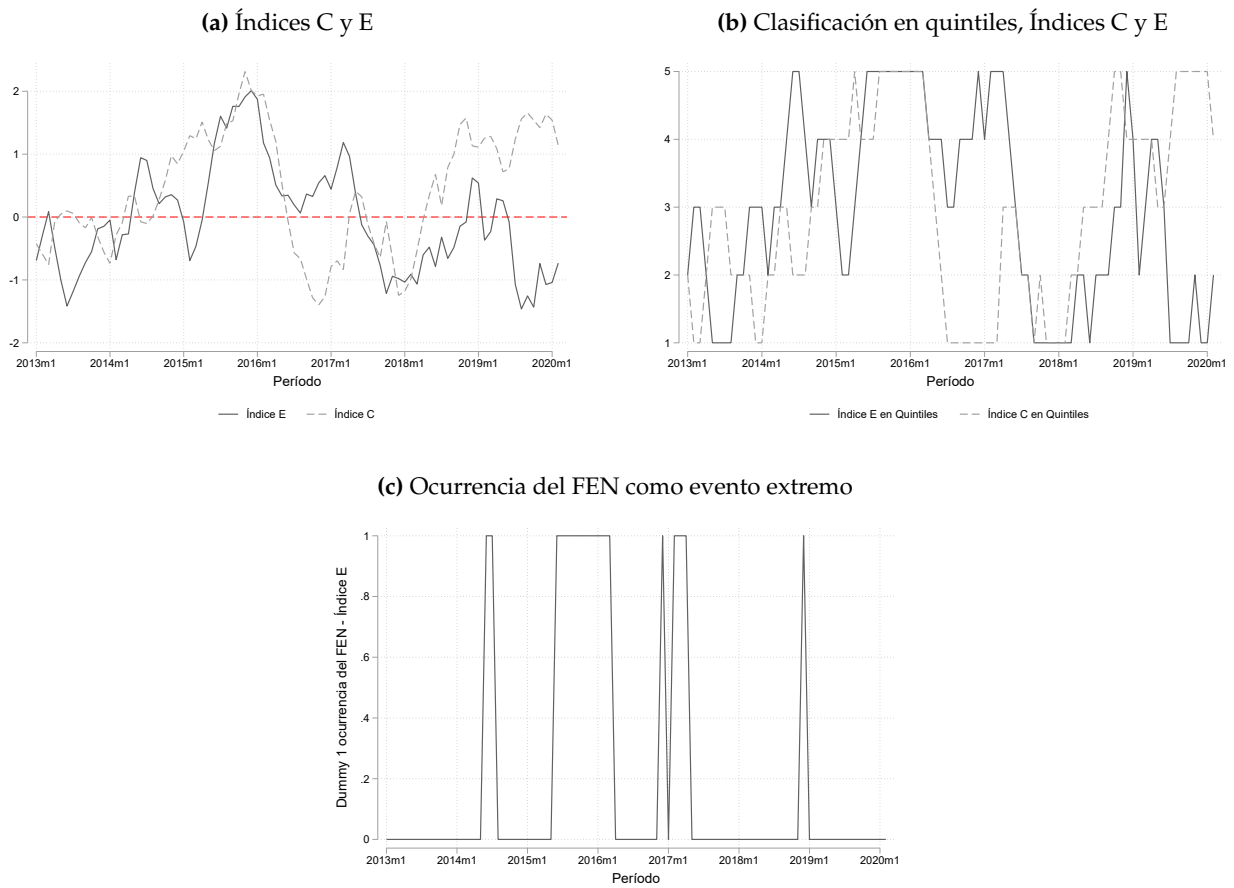 (a) Índices C y E
2
1
0
-1
-2
2013m1 2014m1 2015m1 2016m1 2017m1 2018m1 2019m1 2020m1
Período
Índice E Índice C
(b) Clasificación en quintiles, Índices C y E
5
4
3
2
1
2013m1 2014m1 2015m1 2016m1 2017m1 2018m1 2019m1 2020m1
Período
Índice E en Quintiles Índice C en Quintiles
(c) Ocurrencia del FEN como evento extremo
Dummy 1 ocurrencia del FEN - Índice E
1
.8
.6
.4
.2
0
2013m1 2014m1 2015m1 2016m1 2017m1 2018m1 2019m1 2020m1
Período